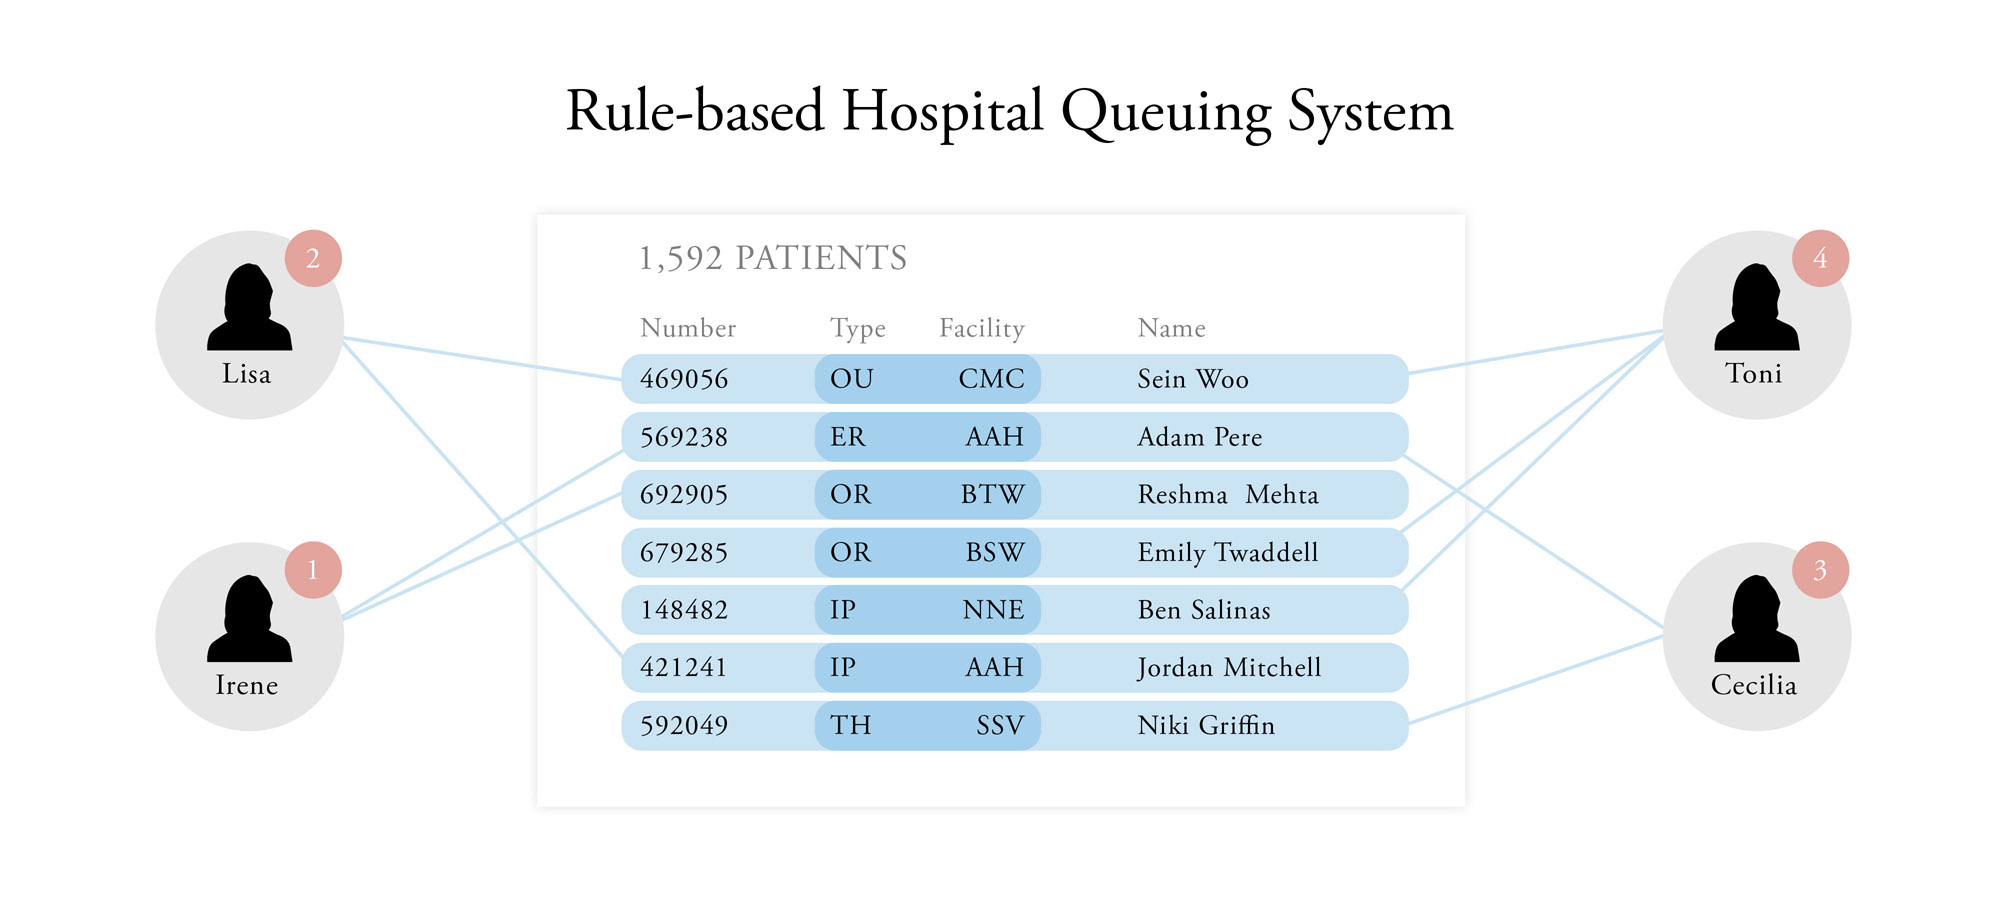 Rule-based Hospital Queuing System
2
Lisa
1
Irene
1,592 PATIENTS
Number Type Facility Name
469056 OU CMC Sein Woo
569238 ER AAH Adam Pere
692905 OR BTW Reshma Mehta
679285 OR BSW Emily Twaddell
148482 IP NNE Ben Salinas
421241 IP AAH Jordan Mitchell
592049 TH SSV Niki Griffin
4
Toni
3
Cecilia